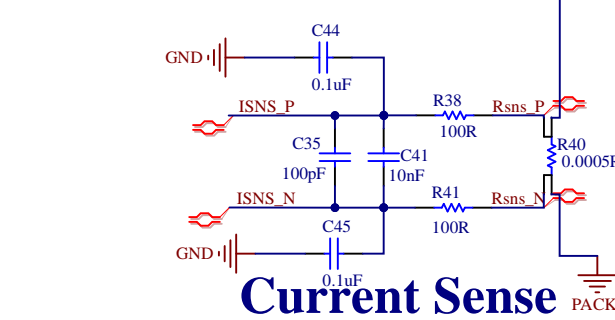 C44
GND
0.1uF
ISNS_P
R38
Rsns_P
100R
C35
C41
R40
100pF
10nF
0.0005
ISNS_N
R41
Rsns_N
C45
100R
GND
0.1uF
Current Sense
PACK